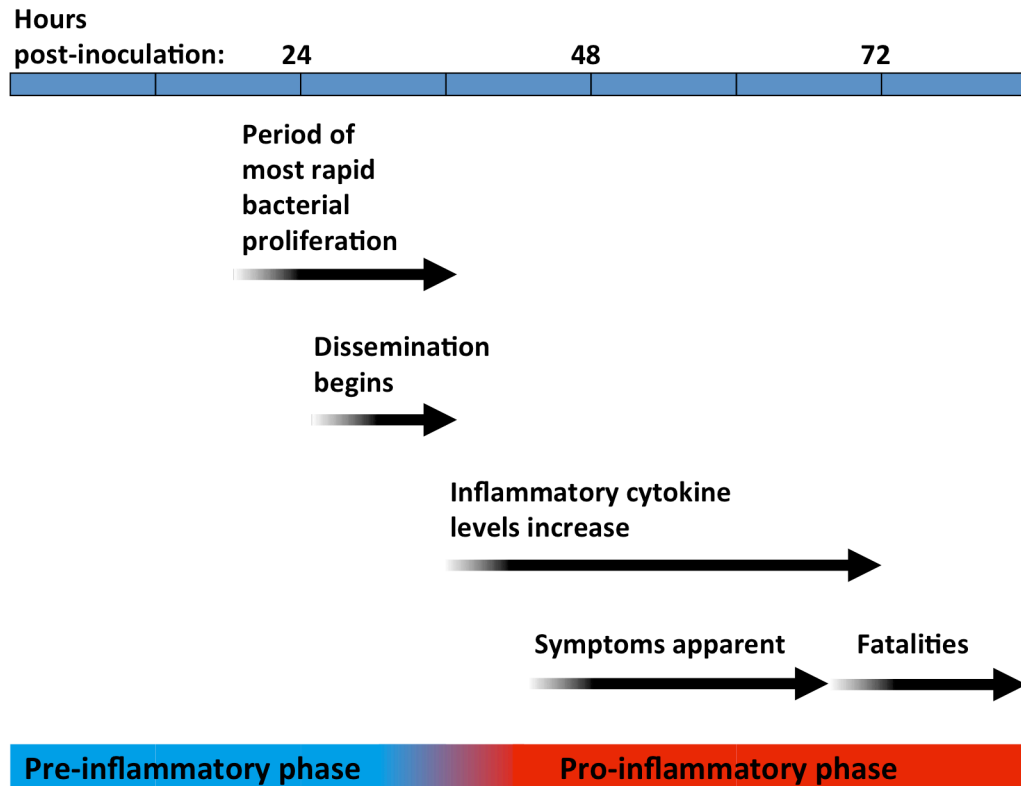 Hours
post-inoculation:
24
48
72
Period of
most rapid
bacterial
proliferation
Dissemination
begins
Inflammatory cytokine
levels increase
Symptoms apparent
Fatalities
Pre-inflammatory phase
Pro-inflammatory phase